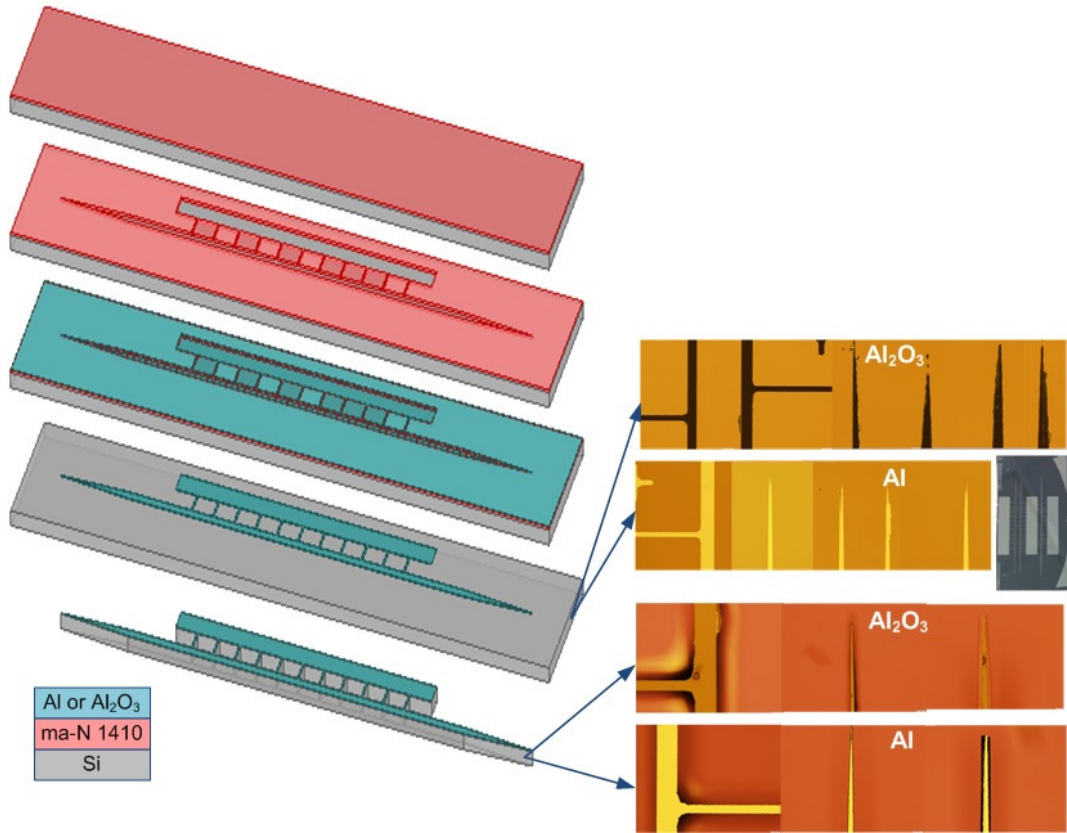 Al₂O₃
Al
Al₂O₃
Al
Al or Al₂O₃
ma-N 1410
Si